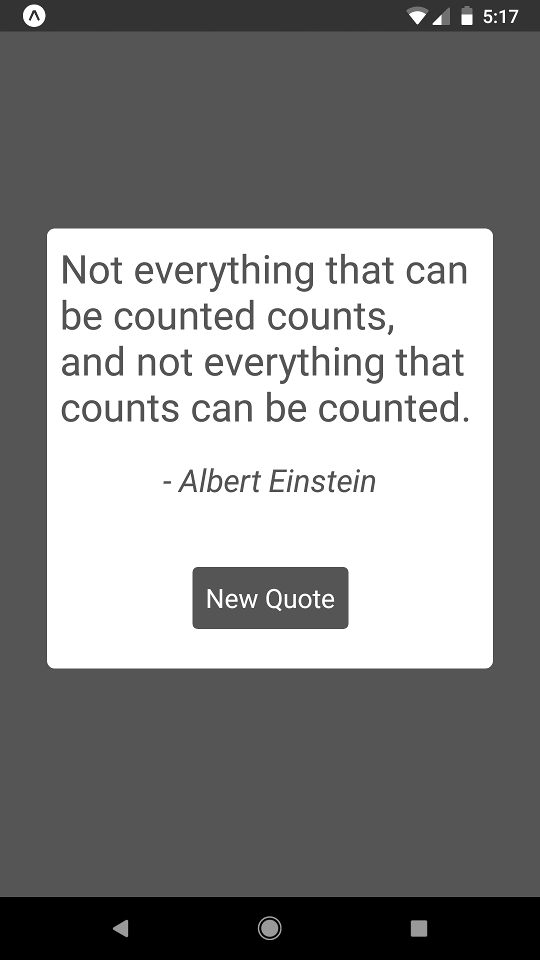 5:17
Not everything that can
be counted counts,
and not everything that
counts can be counted.
- Albert Einstein
New Quote